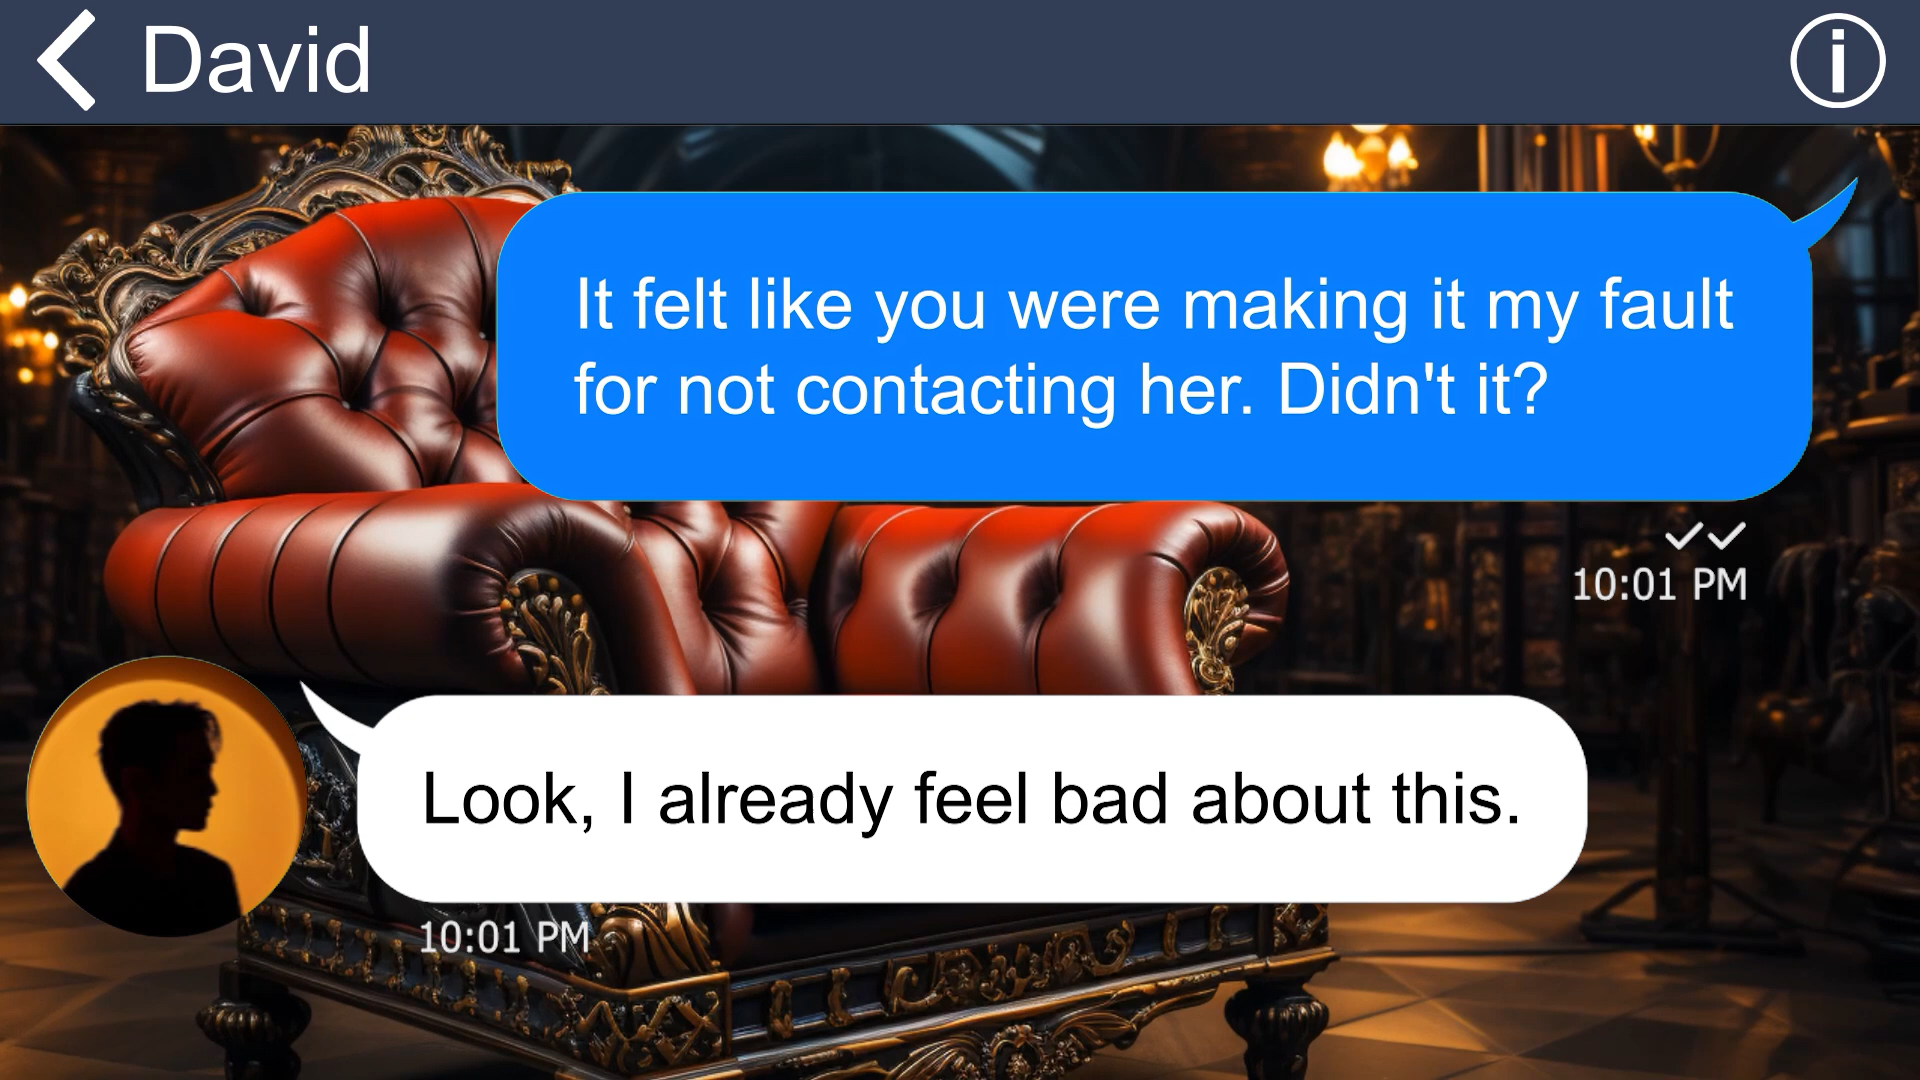 David
It felt like you were making it my fault
for not contacting her. Didn't it?
10:01 PM
Look, I already feel bad about this.
10:01 PM